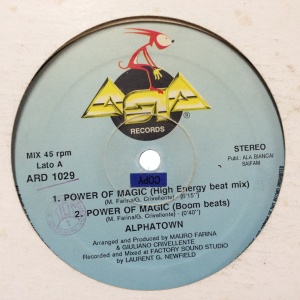 ASIA
®
RECORDS
MIX 45 rpm
Lato A
ARD 1029
STEREO
Publ.: ALA BIANCA/
SAIFAM
COPY
1. POWER OF MAGIC (High Energy beat mix)
(M. Farina/G. Crivellente) - (6'15")
2. POWER OF MAGIC (Boom beats)
(M. Farina/G. Crivellente) - (0'40")
ALPHATOWN
Arranged and Produced by MAURO FARINA
& GIULIANO CRIVELLENTE
Recorded and Mixed at FACTORY SOUND STUDIO
by LAURENT G. NEWFIELD